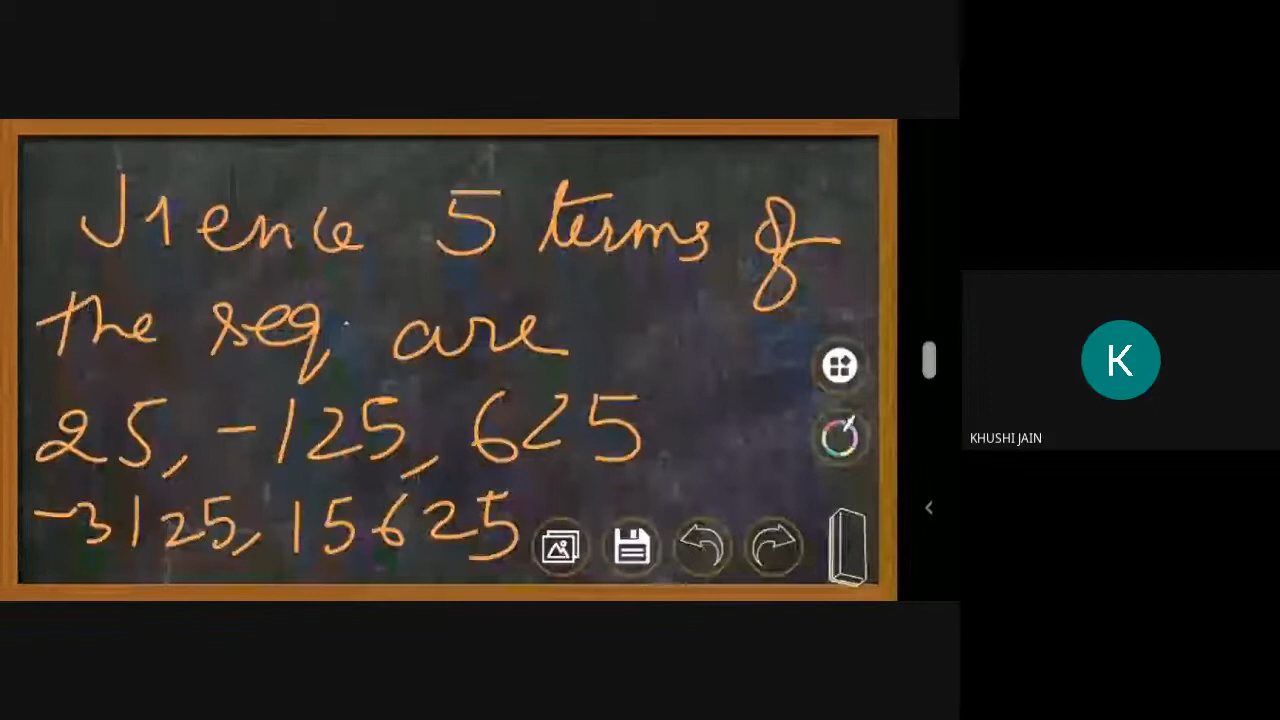 Hence 5 terms of
the seq are
25, -125, 625
-3125, 15625
K
KHUSHI JAIN